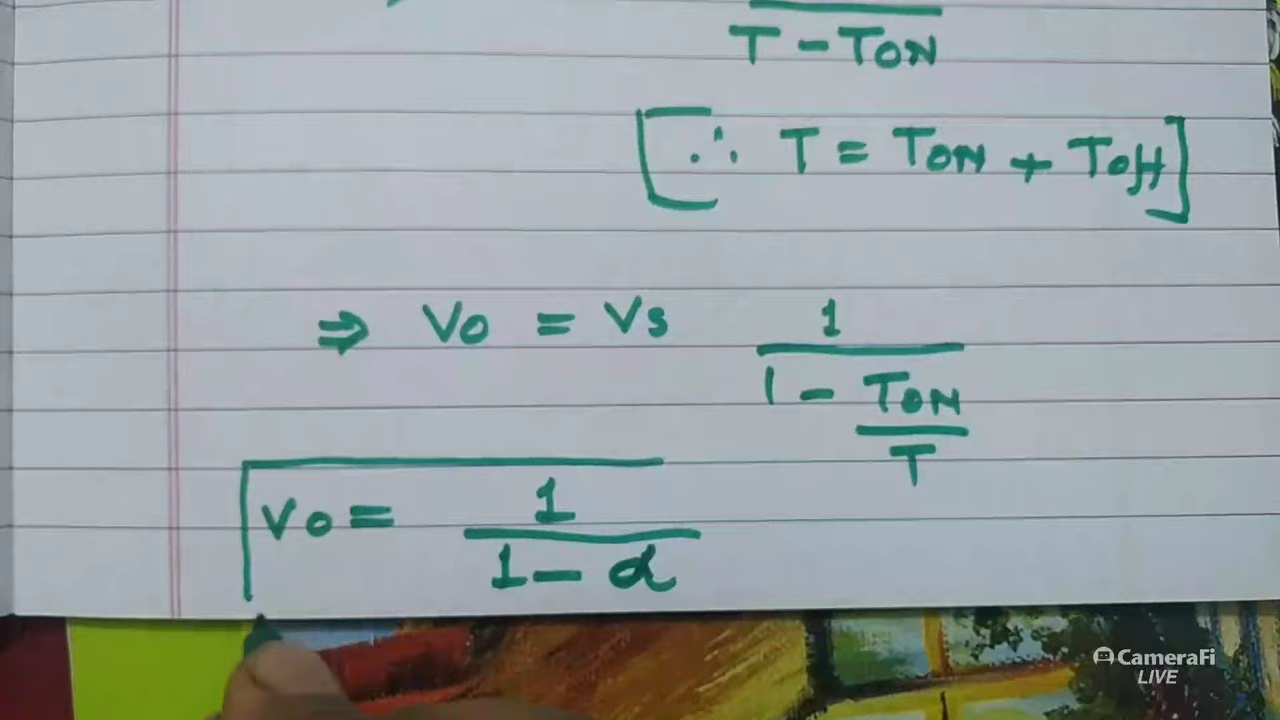 T - TON
[∴ T = TON + TOff]
⇒ Vo = Vs 1 / (1 - TON / T)
Vo = 1 / (1 - α)
CameraFi
LIVE